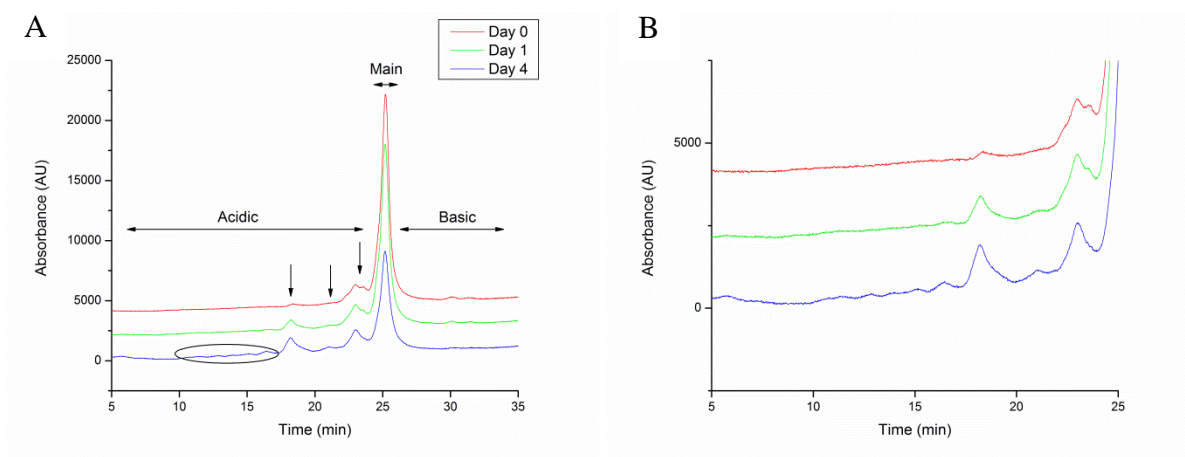 A
Day 0
Day 1
Day 4
25000
20000
15000
10000
5000
0
Absorbance (AU)
Main
Acidic
Basic
5 10 15 20 25 30 35
Time (min)
B
5000
0
Absorbance (AU)
5 10 15 20 25
Time (min)